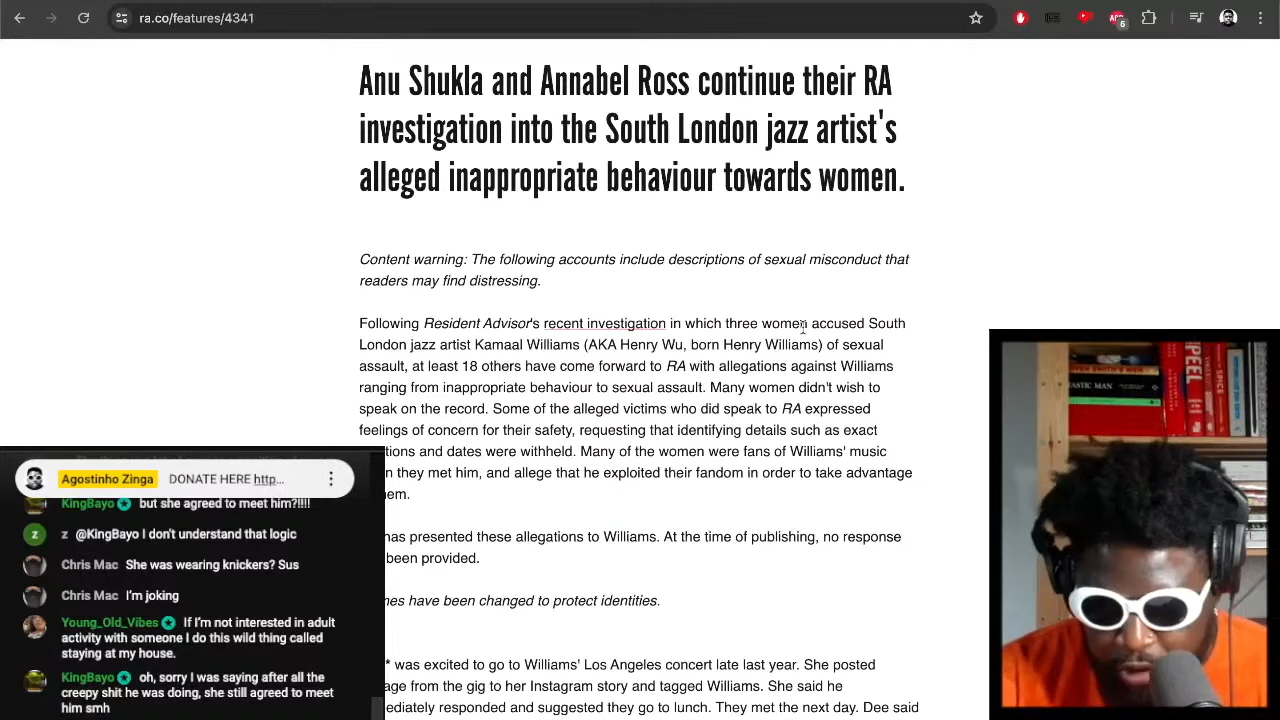 ra.co/features/4341
5
Anu Shukla and Annabel Ross continue their RA
investigation into the South London jazz artist's
alleged inappropriate behaviour towards women.
Content warning: The following accounts include descriptions of sexual misconduct that
readers may find distressing.
Following Resident Advisor's recent investigation in which three women accused South
London jazz artist Kamaal Williams (AKA Henry Wu, born Henry Williams) of sexual
assault, at least 18 others have come forward to RA with allegations against Williams
ranging from inappropriate behaviour to sexual assault. Many women didn't wish to
speak on the record. Some of the alleged victims who did speak to RA expressed
feelings of concern for their safety, requesting that identifying details such as exact
tions and dates were withheld. Many of the women were fans of Williams' music
n they met him, and allege that he exploited their fandom in order to take advantage
em.
has presented these allegations to Williams. At the time of publishing, no response
been provided.
nes have been changed to protect identities.
* was excited to go to Williams' Los Angeles concert late last year. She posted
age from the gig to her Instagram story and tagged Williams. She said he
ediately responded and suggested they go to lunch. They met the next day. Dee said
Agostinho Zinga DONATE HERE http...
KingBayo but she agreed to meet him?!!!!
z z @KingBayo I don't understand that logic
Chris Mac She was wearing knickers? Sus
Chris Mac I'm joking
Young_Old_Vibes If I'm not interested in adult
activity with someone I do this wild thing called
staying at my house.
KingBayo oh, sorry I was saying after all the
creepy shit he was doing, she still agreed to meet
him smh
SPICE